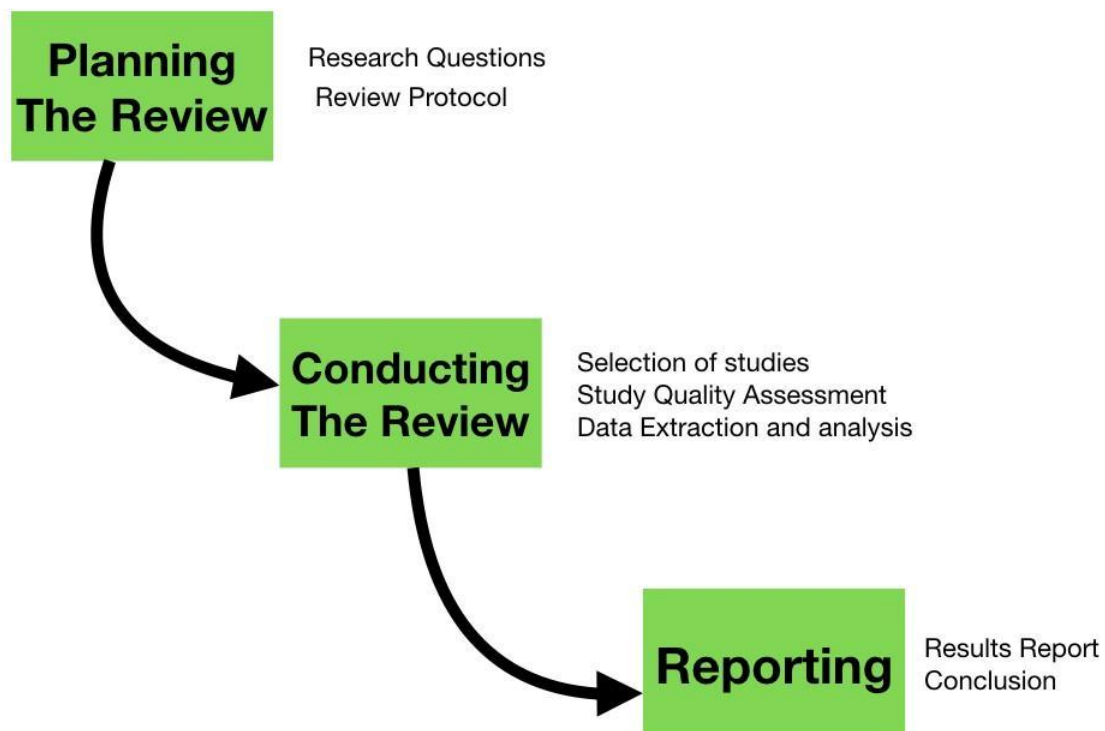 Planning
The Review
Research Questions
Review Protocol
Conducting
The Review
Selection of studies
Study Quality Assessment
Data Extraction and analysis
Reporting
Results Report
Conclusion